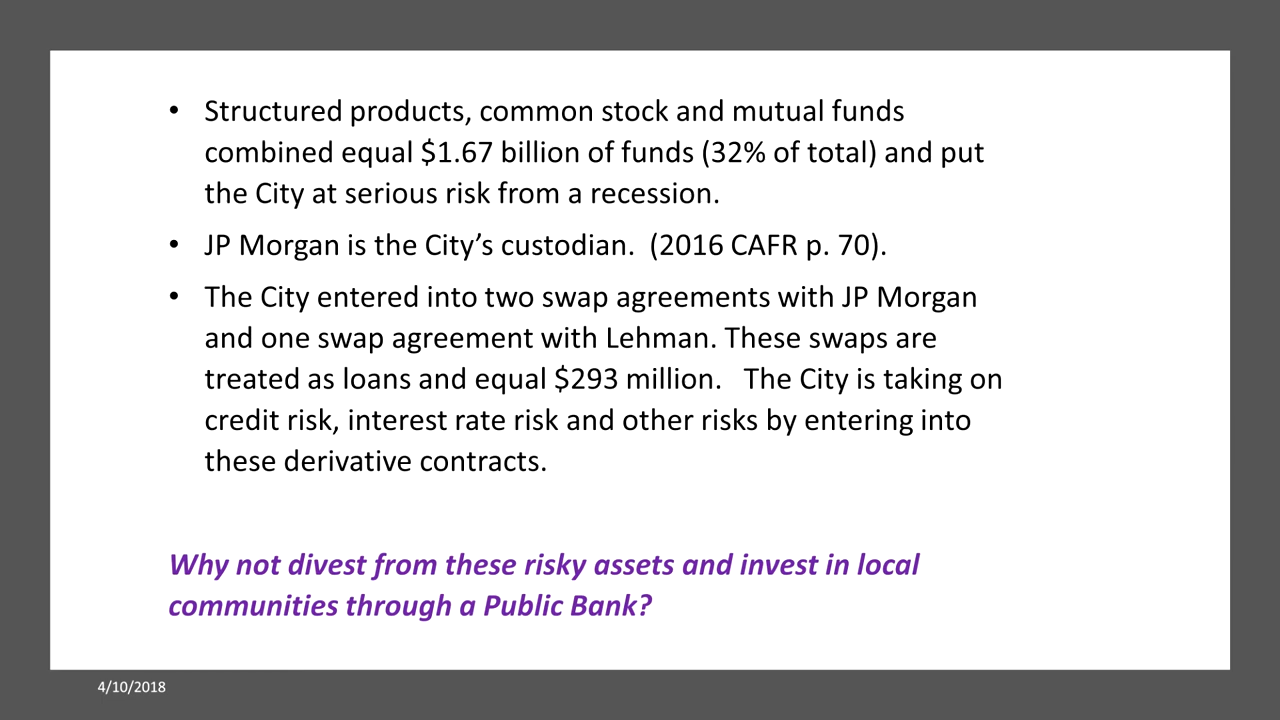 • Structured products, common stock and mutual funds
combined equal $1.67 billion of funds (32% of total) and put
the City at serious risk from a recession.
• JP Morgan is the City’s custodian.  (2016 CAFR p. 70).
• The City entered into two swap agreements with JP Morgan
and one swap agreement with Lehman. These swaps are
treated as loans and equal $293 million.   The City is taking on
credit risk, interest rate risk and other risks by entering into
these derivative contracts.
Why not divest from these risky assets and invest in local
communities through a Public Bank?
4/10/2018